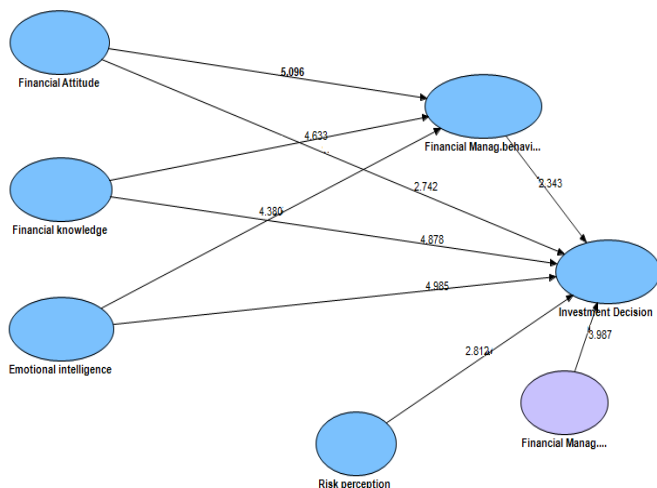 Financial Attitude
5.096
Financial Manag.behavi...
4.633
2.742
2.343
Financial knowledge
4.380
4.878
4.985
Investment Decision
Emotional intelligence
2.812
3.987
Financial Manag....
Risk perception